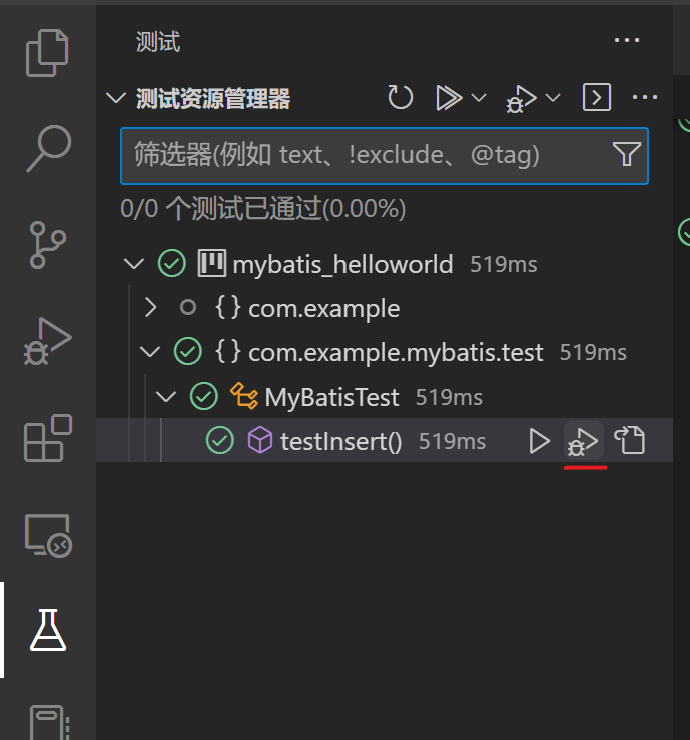 测试
测试资源管理器
筛选器(例如 text、!exclude、@tag)
0/0 个测试已通过(0.00%)
mybatis_helloworld 519ms
{} com.example
{} com.example.mybatis.test 519ms
MyBatisTest 519ms
testInsert() 519ms